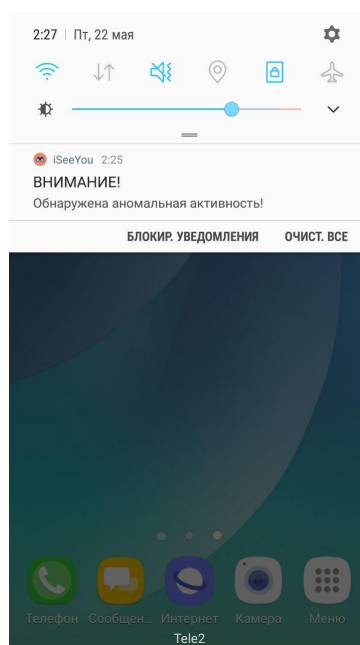 2:27 | Пт, 22 мая
iSeeYou 2:25
ВНИМАНИЕ!
Обнаружена аномальная активность!
БЛОКИР. УВЕДОМЛЕНИЯ ОЧИСТ. ВСЕ
Телефон Сообщен... Интернет Камера Меню
Tele2